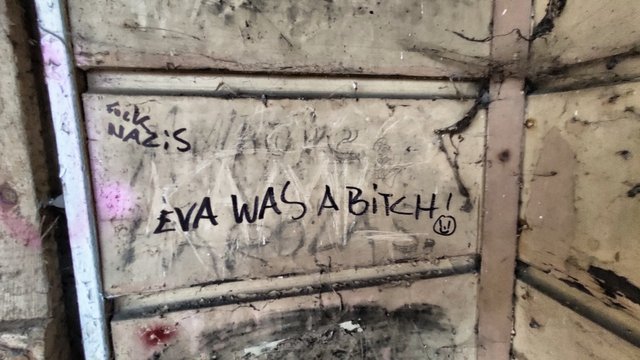 FUCK
NAZiS
EVA WAS A BiTCH!